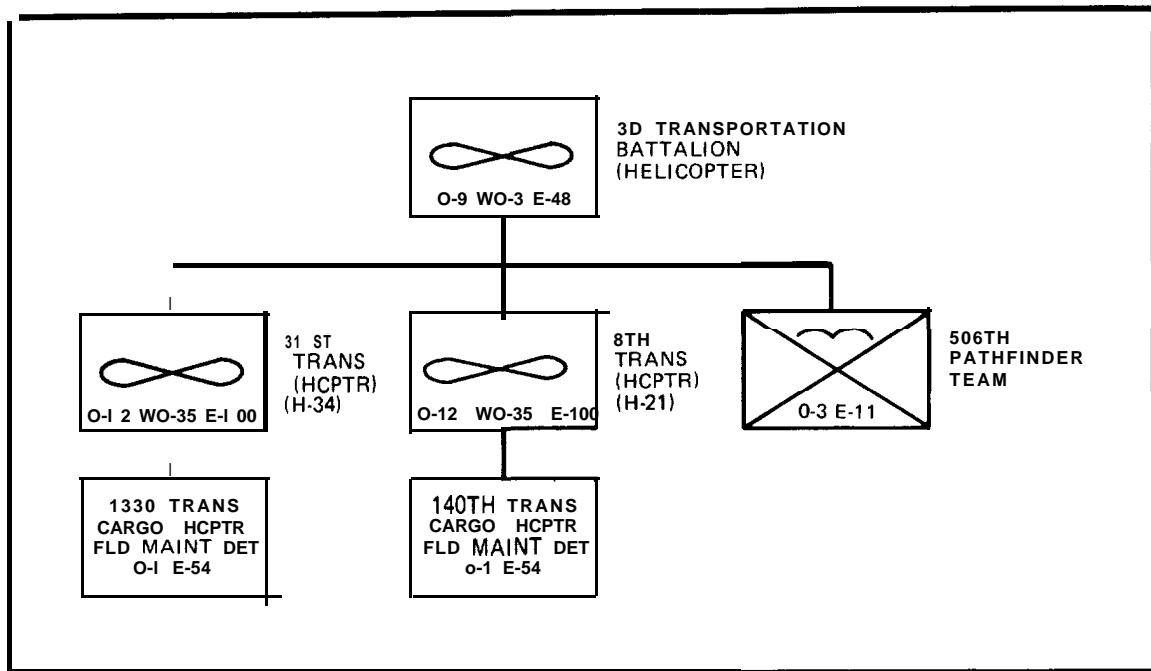 3D TRANSPORTATION
BATTALION
(HELICOPTER)
O-9 WO-3 E-48
31 ST
TRANS
(HCPTR)
(H-34)
O-I 2 WO-35 E-I 00
8TH
TRANS
(HCPTR)
(H-21)
O-12 WO-35 E-100
506TH
PATHFINDER
TEAM
O-3 E-11
1330 TRANS
CARGO HCPTR
FLD MAINT DET
O-I E-54
140TH TRANS
CARGO HCPTR
FLD MAINT DET
o-1 E-54